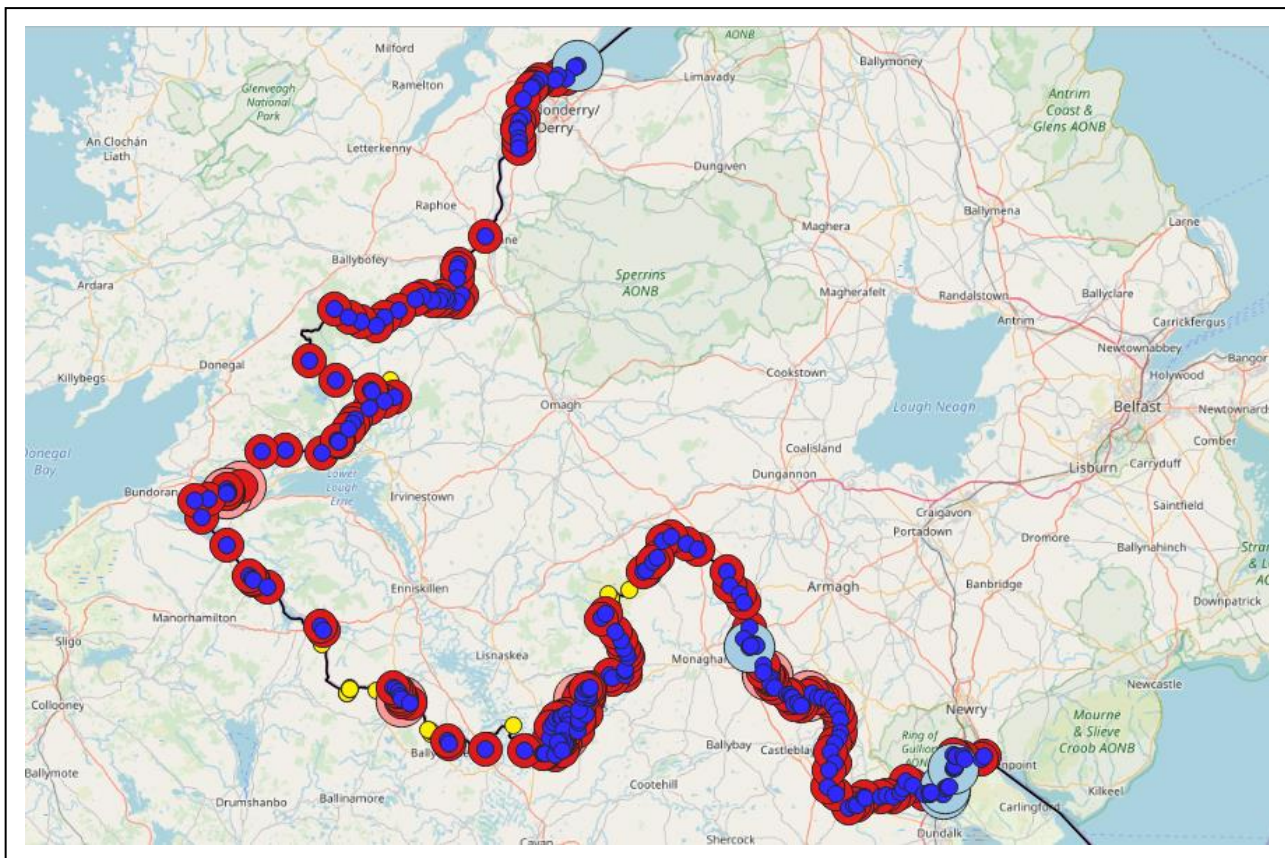 Milford
Ballymoney
AONB
Limavady
Ramelton
Glenveagh
National
Park
Antrim
Coast &
Glens AONB
An Clochán
Liath
Derry
Letterkenny
Dungiven
Raphoe
Ballymena
Larne
Maghera
Ballybofey
Sperrins
AONB
Ardara
Magherafelt
Randalstown
Ballyclare
Carrickfergus
Antrim
Newtownabbey
Bangor
Donegal
Killybegs
Cookstown
Holywood
Omagh
Lough Neagh
Belfast
Newtownards
Comber
Coalisland
Lisburn
Carryduff
Bay
Dungannon
Lower
Lough Erne
Bundoran
Irvinestown
Craigavon
Saintfield
Portadown
Dromore
Ballynahinch
Enniskillen
Armagh
Banbridge
Downpatrick
Manorhamilton
Sligo
Lisnaskea
Monaghan
Newcastle
Collooney
Newry
Mourne
& Slieve
Croob AONB
Ring of
Ballybay
Kilkeel
Cootehill
Ballymote
Drumshanbo
Ballinamore
Carlingford
Shercock
Dundalk
Cavan